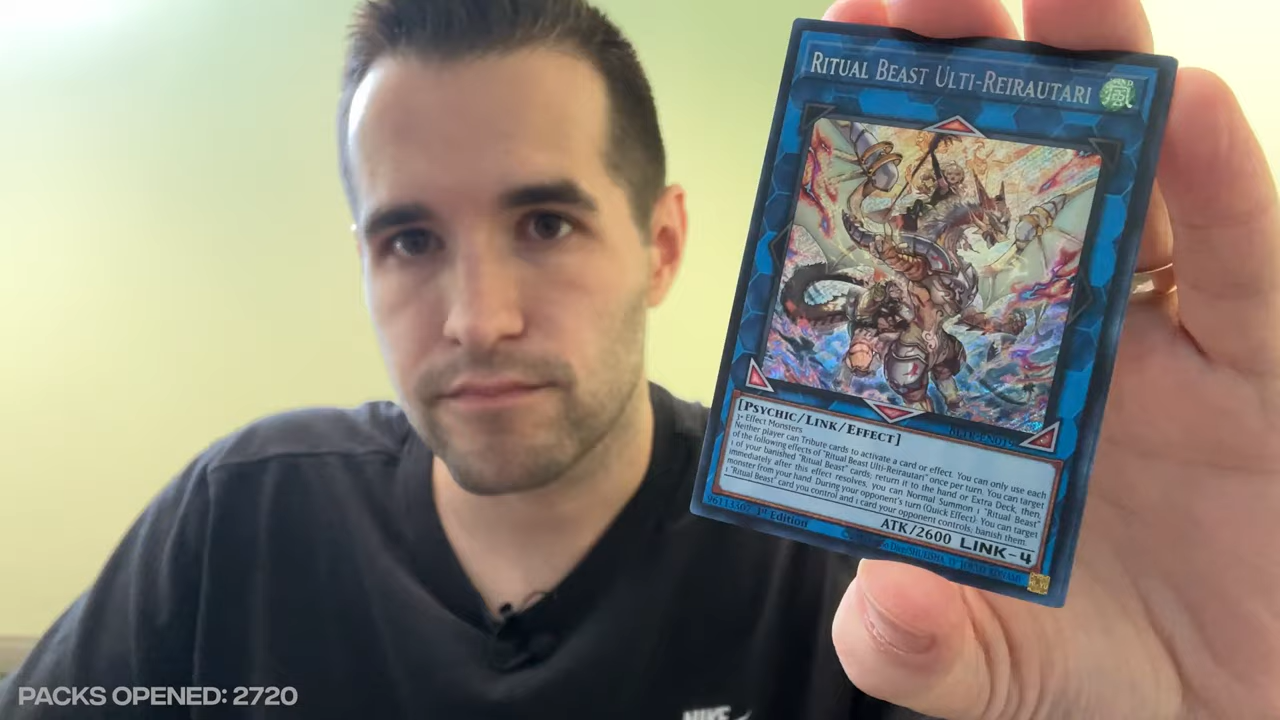 RITUAL BEAST ULTI-REIRAUTARI
風
[PSYCHIC/LINK/EFFECT]
3+ Effect Monsters
Neither player can Tribute cards to activate a card or effect. You can only use each
of the following effects of "Ritual Beast Ulti-Reirautari" once per turn. You can target
1 of your banished "Ritual Beast" cards; return it to the hand or Extra Deck, then,
immediately after this effect resolves, you can Normal Summon 1 "Ritual Beast"
monster from your hand. During your opponent's turn (Quick Effect): You can target
1 "Ritual Beast" card you control and 1 card your opponent controls; banish them.
ATK/2600 LINK-4
1st Edition
PACKS OPENED: 2720
NIKE